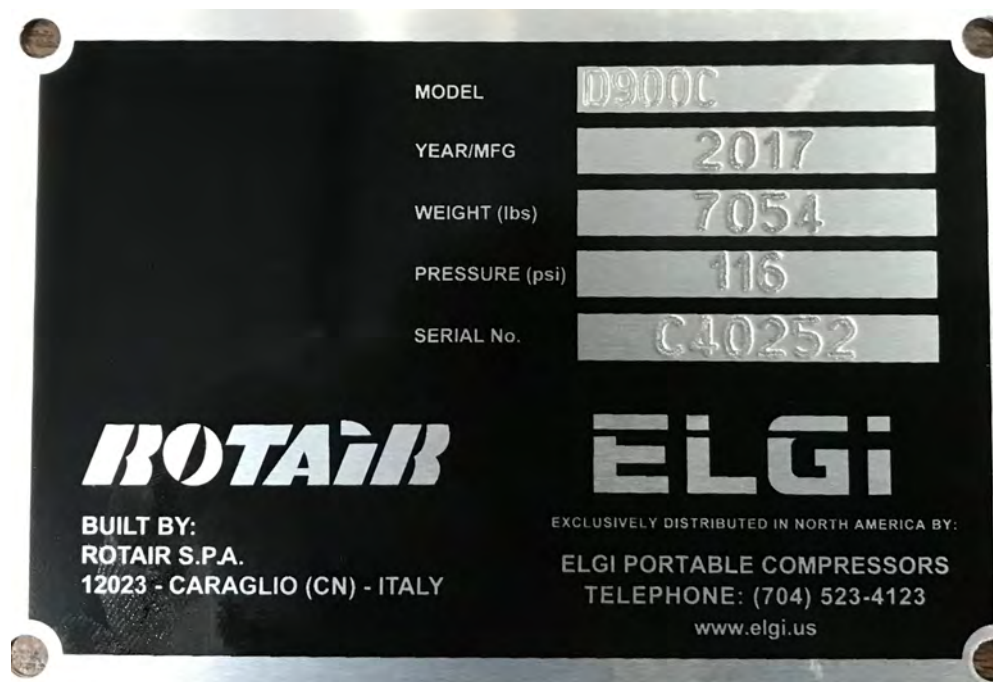 MODEL D900C
YEAR/MFG 2017
WEIGHT (lbs) 7054
PRESSURE (psi) 116
SERIAL No. C40252
ROTAiR
BUILT BY:
ROTAIR S.P.A.
12023 - CARAGLIO (CN) - ITALY
ELGi
EXCLUSIVELY DISTRIBUTED IN NORTH AMERICA BY:
ELGI PORTABLE COMPRESSORS
TELEPHONE: (704) 523-4123
www.elgi.us